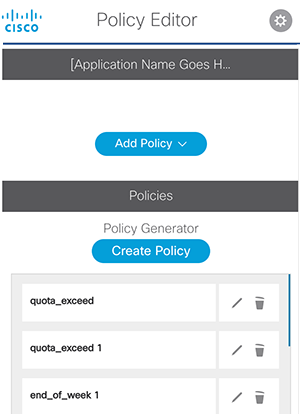 CISCO
Policy Editor
[Application Name Goes H...
Add Policy
Policies
Policy Generator
Create Policy
quota_exceed
quota_exceed 1
end_of_week 1